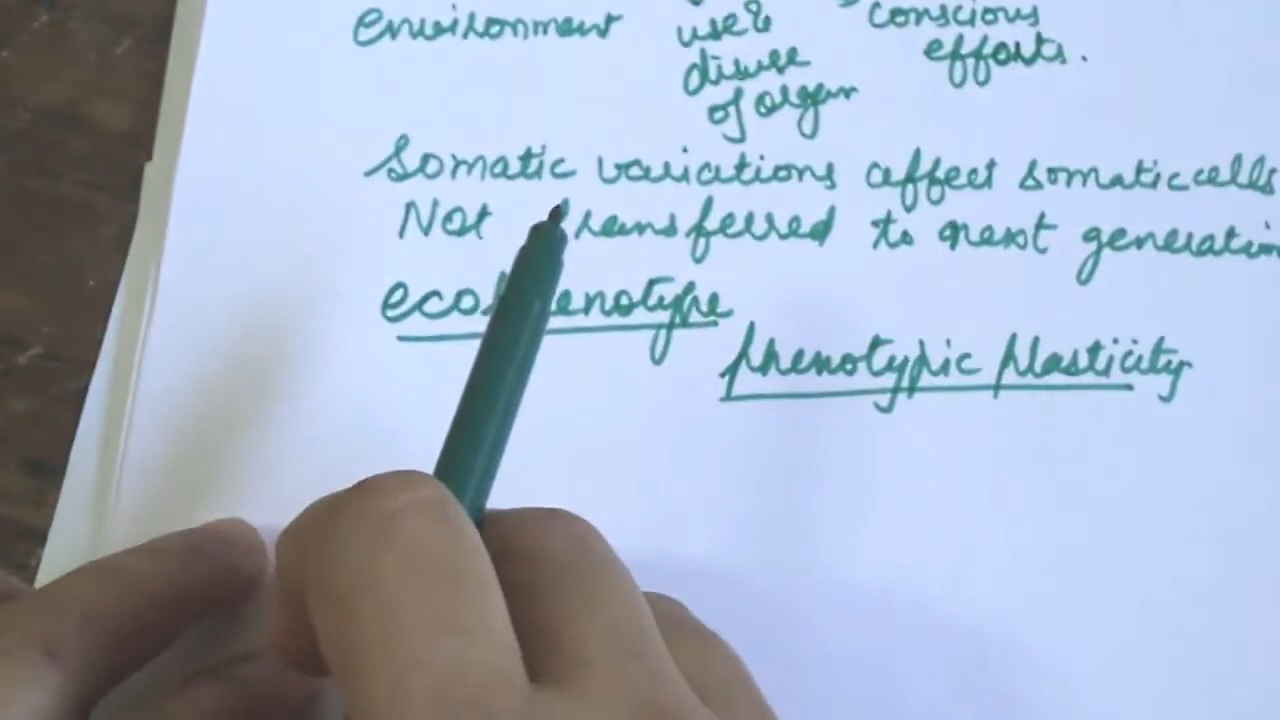 environment use & conscious
disuse efforts.
of organ
Somatic variations affect somatic cells
Not transferred to next generation
ecophenotype
phenotypic plasticity